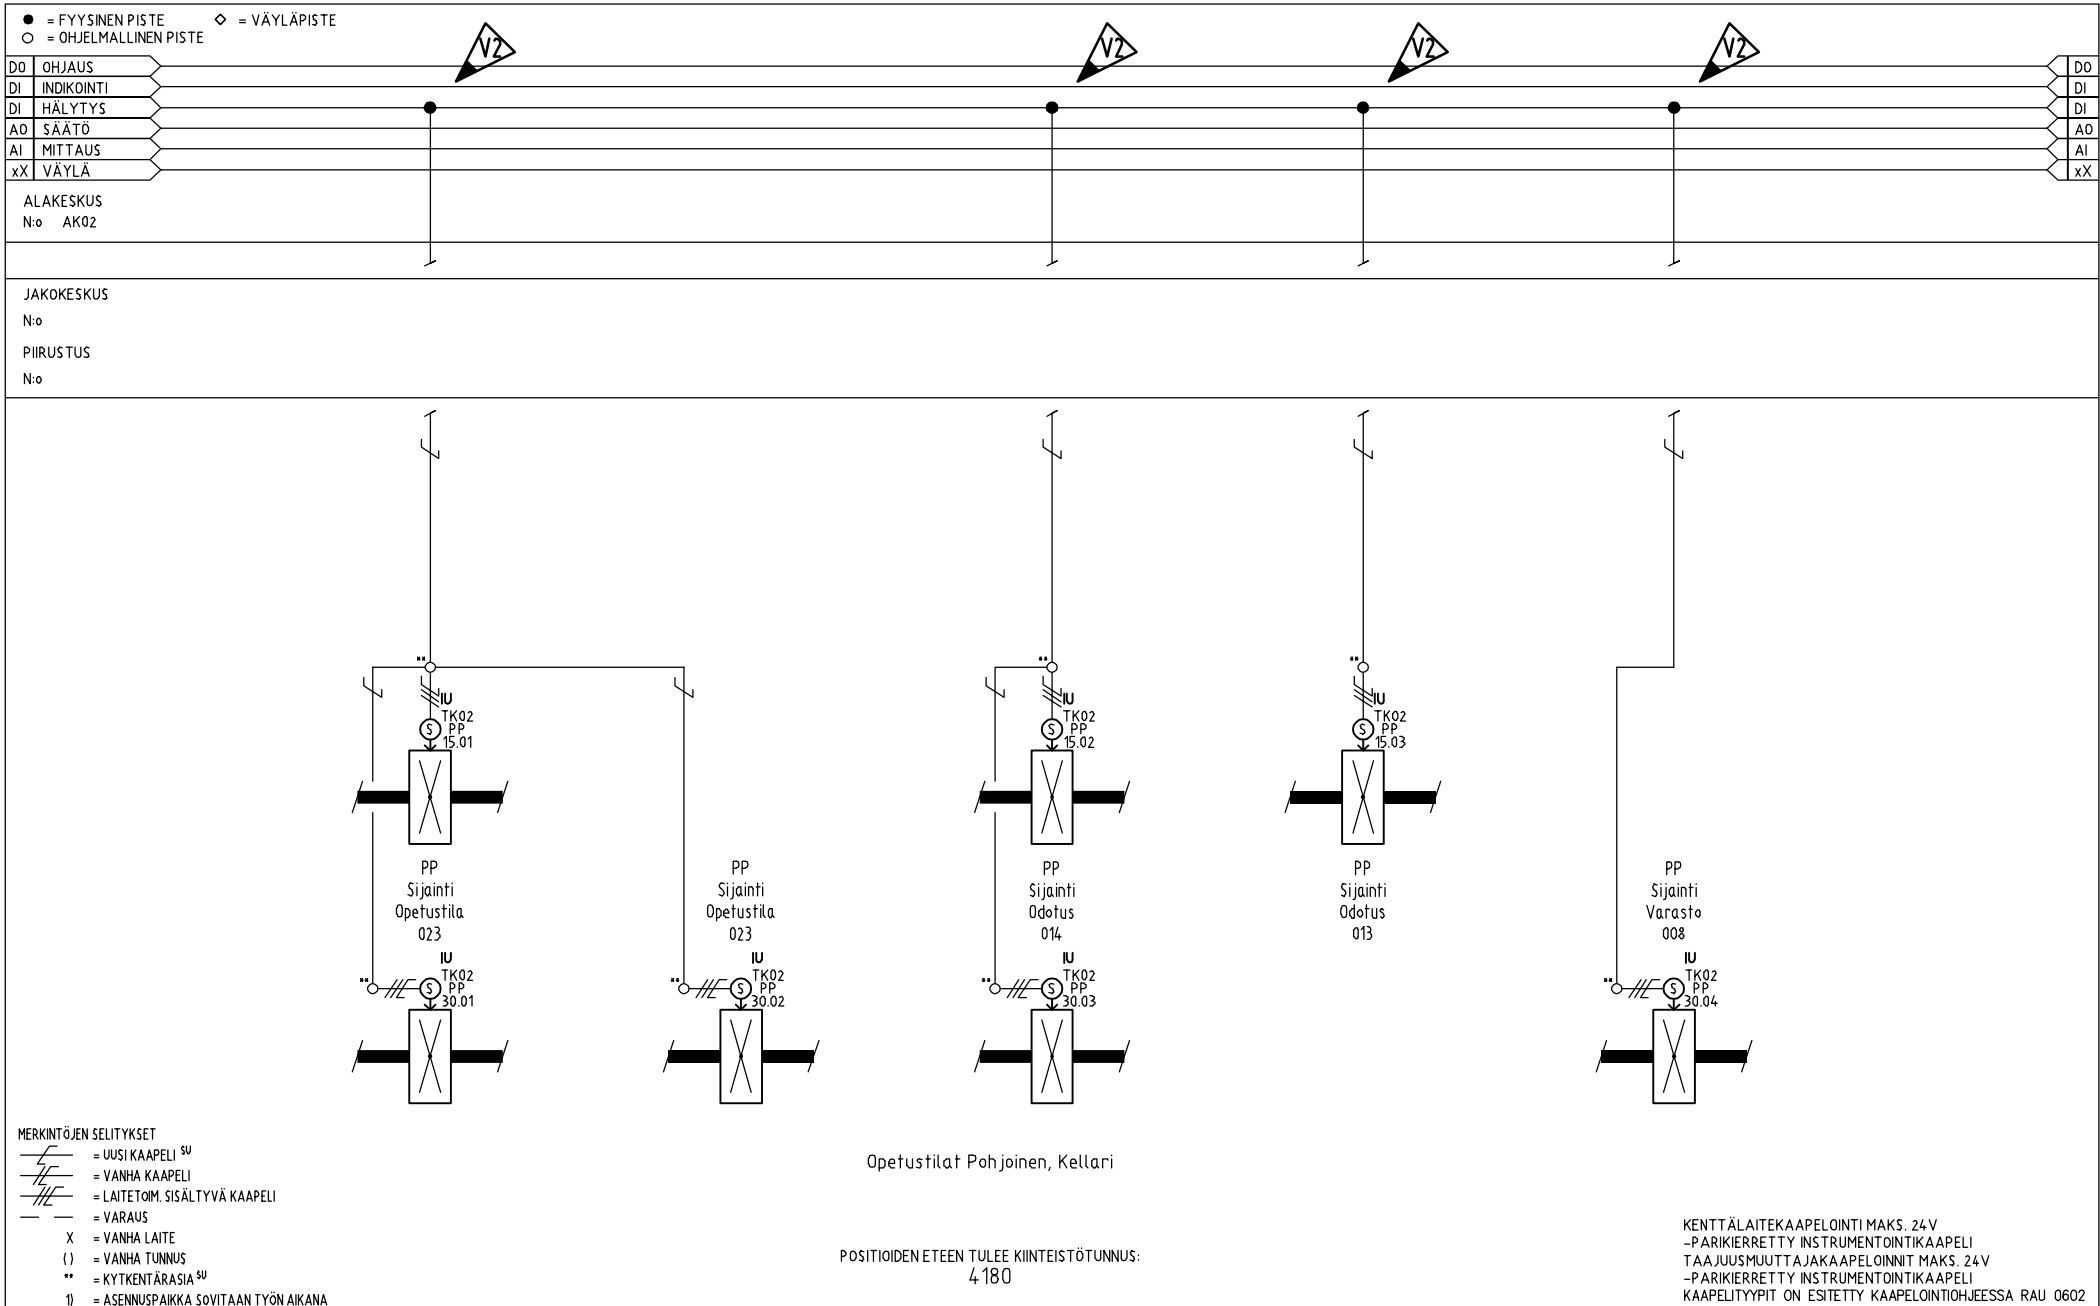 ● = FYYSINEN PISTE ◇ = VÄYLÄPISTE
○ = OHJELMALLINEN PISTE
V2 V2 V2 V2
DO OHJAUS DO
DI INDIKOINTI DI
DI HÄLYTYS DI
AO SÄÄTÖ AO
AI MITTAUS AI
xX VÄYLÄ xX
ALAKESKUS
N:o AK02
JAKOKESKUS
N:o
PIIRUSTUS
N:o
** ** **
IU IU IU
TK02 TK02 TK02
S PP S PP S PP
15.01 15.02 15.03
PP PP PP PP PP
Sijainti Sijainti Sijainti Sijainti Sijainti
Opetustila Opetustila Odotus Odotus Varasto
023 023 014 013 008
IU IU IU IU
** TK02 ** TK02 ** TK02 ** TK02
S PP S PP S PP S PP
30.01 30.02 30.03 30.04
MERKINTÖJEN SELITYKSET
= UUSI KAAPELI SU
= VANHA KAAPELI
= LAITETOIM. SISÄLTYVÄ KAAPELI
= VARAUS
X = VANHA LAITE
( ) = VANHA TUNNUS
** = KYTKENTÄRASIA SU
1) = ASENNUSPAIKKA SOVITAAN TYÖN AIKANA
Opetustilat Pohjoinen, Kellari
POSITIOIDEN ETEEN TULEE KIINTEISTÖTUNNUS:
4180
KENTTÄLAITEKAAPELOINTI MAKS. 24V
-PARIKIERRETTY INSTRUMENTOINTIKAAPELI
TAAJUUSMUUTTAJAKAAPELOINNIT MAKS. 24V
-PARIKIERRETTY INSTRUMENTOINTIKAAPELI
KAAPELITYYPIT ON ESITETTY KAAPELOINTIOHJEESSA RAU 0602